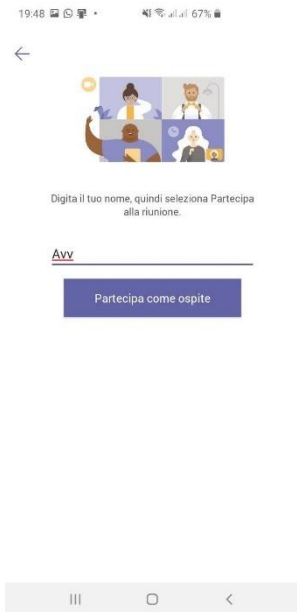 19:48 67%
Digita il tuo nome, quindi seleziona Partecipa
alla riunione.
Avv
Partecipa come ospite